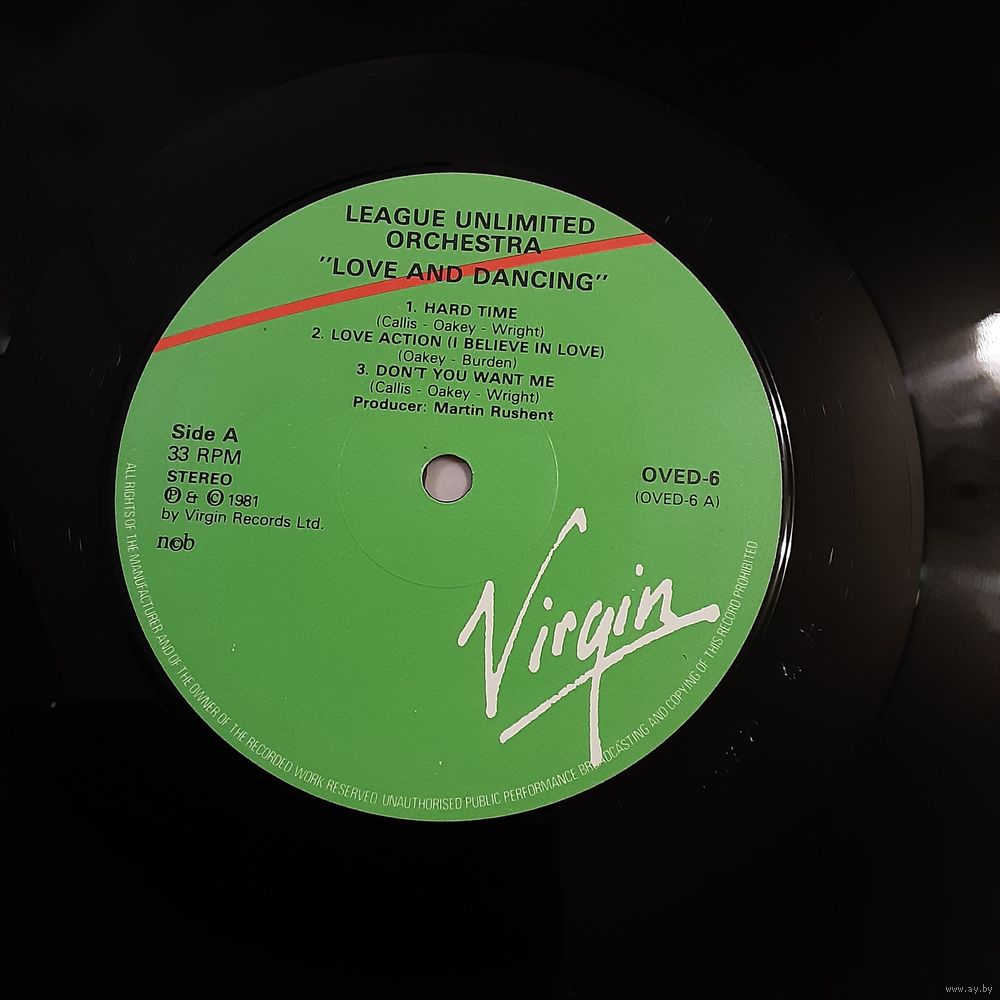 LEAGUE UNLIMITED
ORCHESTRA
"LOVE AND DANCING"
1. HARD TIME
(Callis - Oakey - Wright)
2. LOVE ACTION (I BELIEVE IN LOVE)
(Oakey - Burden)
3. DON'T YOU WANT ME
(Callis - Oakey - Wright)
Producer: Martin Rushent
Side A
33 RPM
STEREO
Ⓟ & © 1981
by Virgin Records Ltd.
n©b
OVED-6
(OVED-6 A)
Virgin
ALL RIGHTS OF THE MANUFACTURER AND OF THE OWNER OF THE RECORDED WORK RESERVED UNAUTHORISED PUBLIC PERFORMANCE BROADCASTING AND COPYING OF THIS RECORD PROHIBITED
www.ay.by